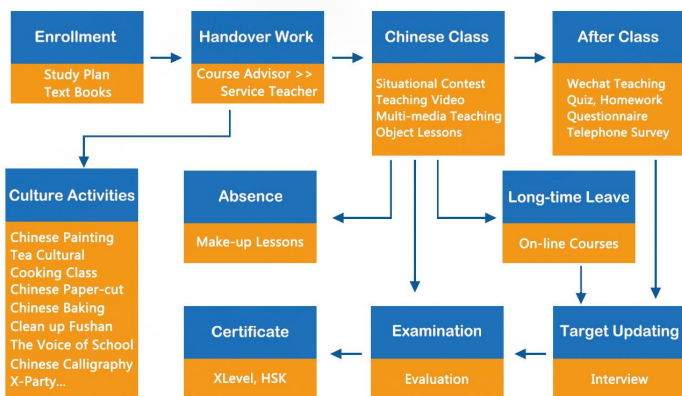 Enrollment
Study Plan
Text Books
Handover Work
Course Advisor >>
Service Teacher
Chinese Class
Situational Contest
Teaching Video
Multi-media Teaching
Object Lessons
After Class
Wechat Teaching
Quiz, Homework
Questionnaire
Telephone Survey
Culture Activities
Chinese Painting
Tea Cultural
Cooking Class
Chinese Paper-cut
Chinese Baking
Clean up Fushan
The Voice of School
Chinese Calligraphy
X-Party...
Absence
Make-up Lessons
Long-time Leave
On-line Courses
Certificate
XLevel, HSK
Examination
Evaluation
Target Updating
Interview